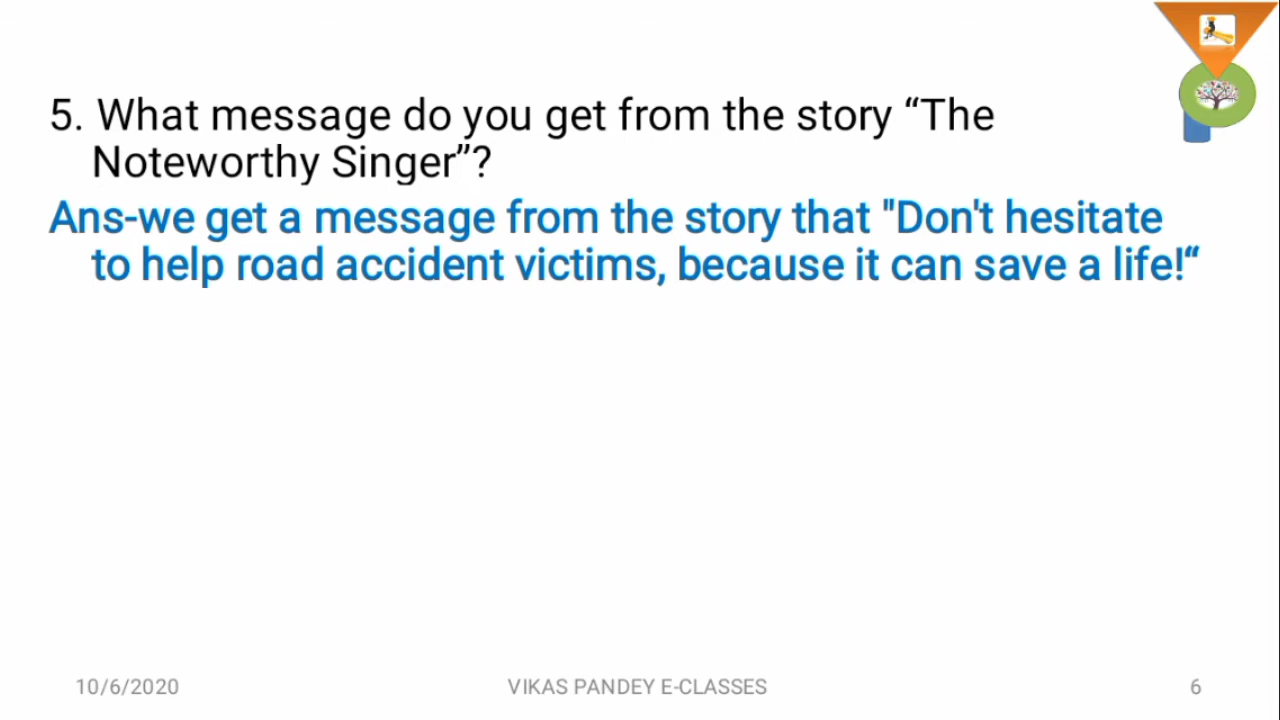 5. What message do you get from the story “The
Noteworthy Singer”?
Ans-we get a message from the story that "Don't hesitate
to help road accident victims, because it can save a life!“
10/6/2020
VIKAS PANDEY E-CLASSES
6